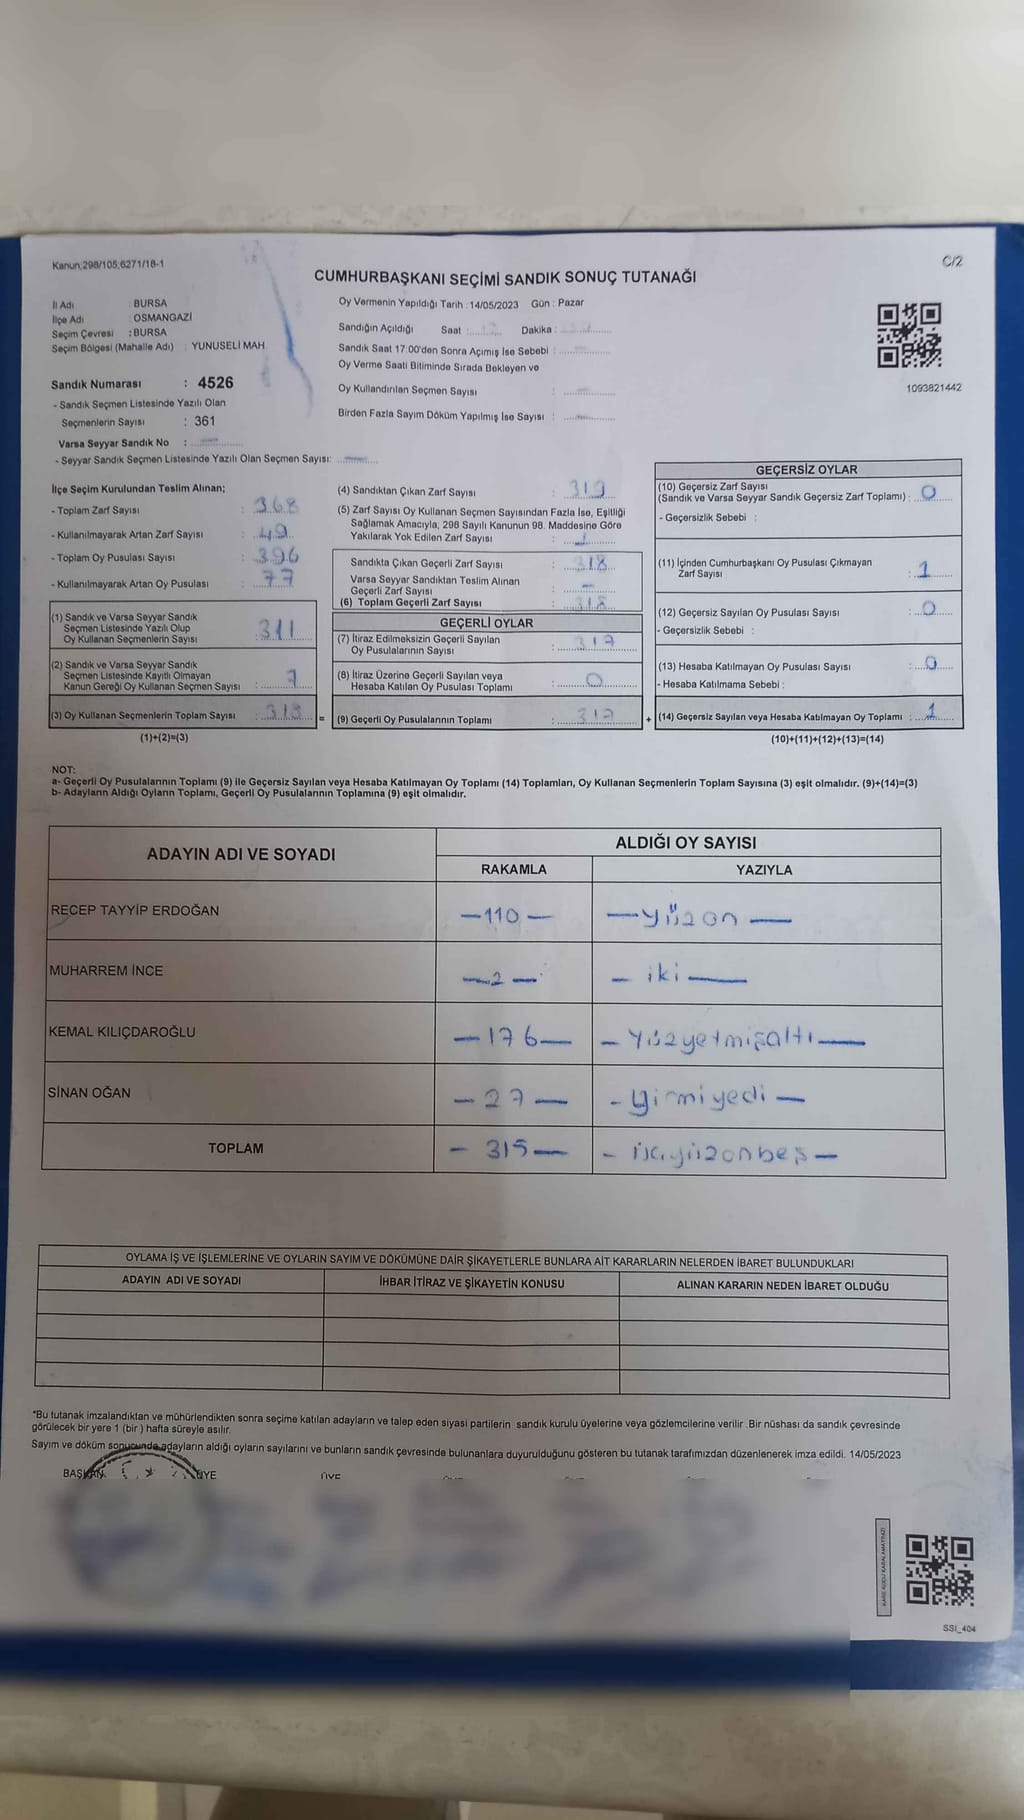 Kanun;298/105,6271/18-1
C/2
CUMHURBAŞKANI SEÇİMİ SANDIK SONUÇ TUTANAĞI
İl Adı : BURSA
İlçe Adı : OSMANGAZİ
Seçim Çevresi : BURSA
Seçim Bölgesi (Mahalle Adı) : YUNUSELİ MAH.
Oy Vermenin Yapıldığı Tarih :14/05/2023 Gün : Pazar
Sandığın Açıldığı Saat : Dakika :
Sandık Saat 17:00'den Sonra Açımış İse Sebebi :
Oy Verme Saati Bitiminde Sırada Bekleyen ve
Oy Kullandırılan Seçmen Sayısı :
Birden Fazla Sayım Döküm Yapılmış İse Sayısı :
1093821442
Sandık Numarası : 4526
- Sandık Seçmen Listesinde Yazılı Olan
Seçmenlerin Sayısı : 361
Varsa Seyyar Sandık No :
- Seyyar Sandık Seçmen Listesinde Yazılı Olan Seçmen Sayısı:
İlçe Seçim Kurulundan Teslim Alınan;
- Toplam Zarf Sayısı : 368
- Kullanılmayarak Artan Zarf Sayısı : 49
- Toplam Oy Pusulası Sayısı : 396
- Kullanılmayarak Artan Oy Pusulası : 77
(1) Sandık ve Varsa Seyyar Sandık
Seçmen Listesinde Yazılı Olup
Oy Kullanan Seçmenlerin Sayısı : 311
(2) Sandık ve Varsa Seyyar Sandık
Seçmen Listesinde Kayıtlı Olmayan
Kanun Gereği Oy Kullanan Seçmen Sayısı : 7
(3) Oy Kullanan Seçmenlerin Toplam Sayısı : 318 =
(1)+(2)=(3)
(4) Sandıktan Çıkan Zarf Sayısı : 319
(5) Zarf Sayısı Oy Kullanan Seçmen Sayısından Fazla İse, Eşitliği
Sağlamak Amacıyla; 298 Sayılı Kanunun 98. Maddesine Göre
Yakılarak Yok Edilen Zarf Sayısı : 1
Sandıkta Çıkan Geçerli Zarf Sayısı : 318
Varsa Seyyar Sandıktan Teslim Alınan
Geçerli Zarf Sayısı : -
(6) Toplam Geçerli Zarf Sayısı : 318
GEÇERLİ OYLAR
(7) İtiraz Edilmeksizin Geçerli Sayılan
Oy Pusulalarının Sayısı : 317
(8) İtiraz Üzerine Geçerli Sayılan veya
Hesaba Katılan Oy Pusulası Toplamı : 0
(9) Geçerli Oy Pusulalarının Toplamı : 317 +
GEÇERSİZ OYLAR
(10) Geçersiz Zarf Sayısı
(Sandık ve Varsa Seyyar Sandık Geçersiz Zarf Toplamı) : 0
- Geçersizlik Sebebi :
(11) İçinden Cumhurbaşkanı Oy Pusulası Çıkmayan
Zarf Sayısı : 1
(12) Geçersiz Sayılan Oy Pusulası Sayısı : 0
- Geçersizlik Sebebi :
(13) Hesaba Katılmayan Oy Pusulası Sayısı : 0
- Hesaba Katılmama Sebebi :
(14) Geçersiz Sayılan veya Hesaba Katılmayan Oy Toplamı : 1
(10)+(11)+(12)+(13)=(14)
NOT:
a- Geçerli Oy Pusulalarının Toplamı (9) ile Geçersiz Sayılan veya Hesaba Katılmayan Oy Toplamı (14) Toplamları, Oy Kullanan Seçmenlerin Toplam Sayısına (3) eşit olmalıdır. (9)+(14)=(3)
b- Adayların Aldığı Oyların Toplamı, Geçerli Oy Pusulalarının Toplamına (9) eşit olmalıdır.
ADAYIN ADI VE SOYADI
ALDIĞI OY SAYISI
RAKAMLA YAZIYLA
RECEP TAYYİP ERDOĞAN —110— —yüzon—
MUHARREM İNCE —2— —iki—
KEMAL KILIÇDAROĞLU —176— —Yüzyetmişaltı—
SİNAN OĞAN —27— -yirmiyedi—
TOPLAM —315—
OYLAMA İŞ VE İŞLEMLERİNE VE OYLARIN SAYIM VE DÖKÜMÜNE DAİR ŞİKAYETLERLE BUNLARA AİT KARARLARIN NELERDEN İBARET BULUNDUKLARI
ADAYIN ADI VE SOYADI İHBAR İTİRAZ VE ŞİKAYETİN KONUSU ALINAN KARARIN NEDEN İBARET OLDUĞU
*Bu tutanak imzalandıktan ve mühürlendikten sonra seçime katılan adayların ve talep eden siyasi partilerin sandık kurulu üyelerine veya gözlemcilerine verilir .Bir nüshası da sandık çevresinde
görülecek bir yere 1 (bir ) hafta süreyle asılır.
Sayım ve döküm sonucunda adayların aldığı oyların sayılarını ve bunların sandık çevresinde bulunanlara duyurulduğunu gösteren bu tutanak tarafımızdan düzenlenerek imza edildi. 14/05/2023
BAŞKAN ÜYE ÜYE
SSI_404